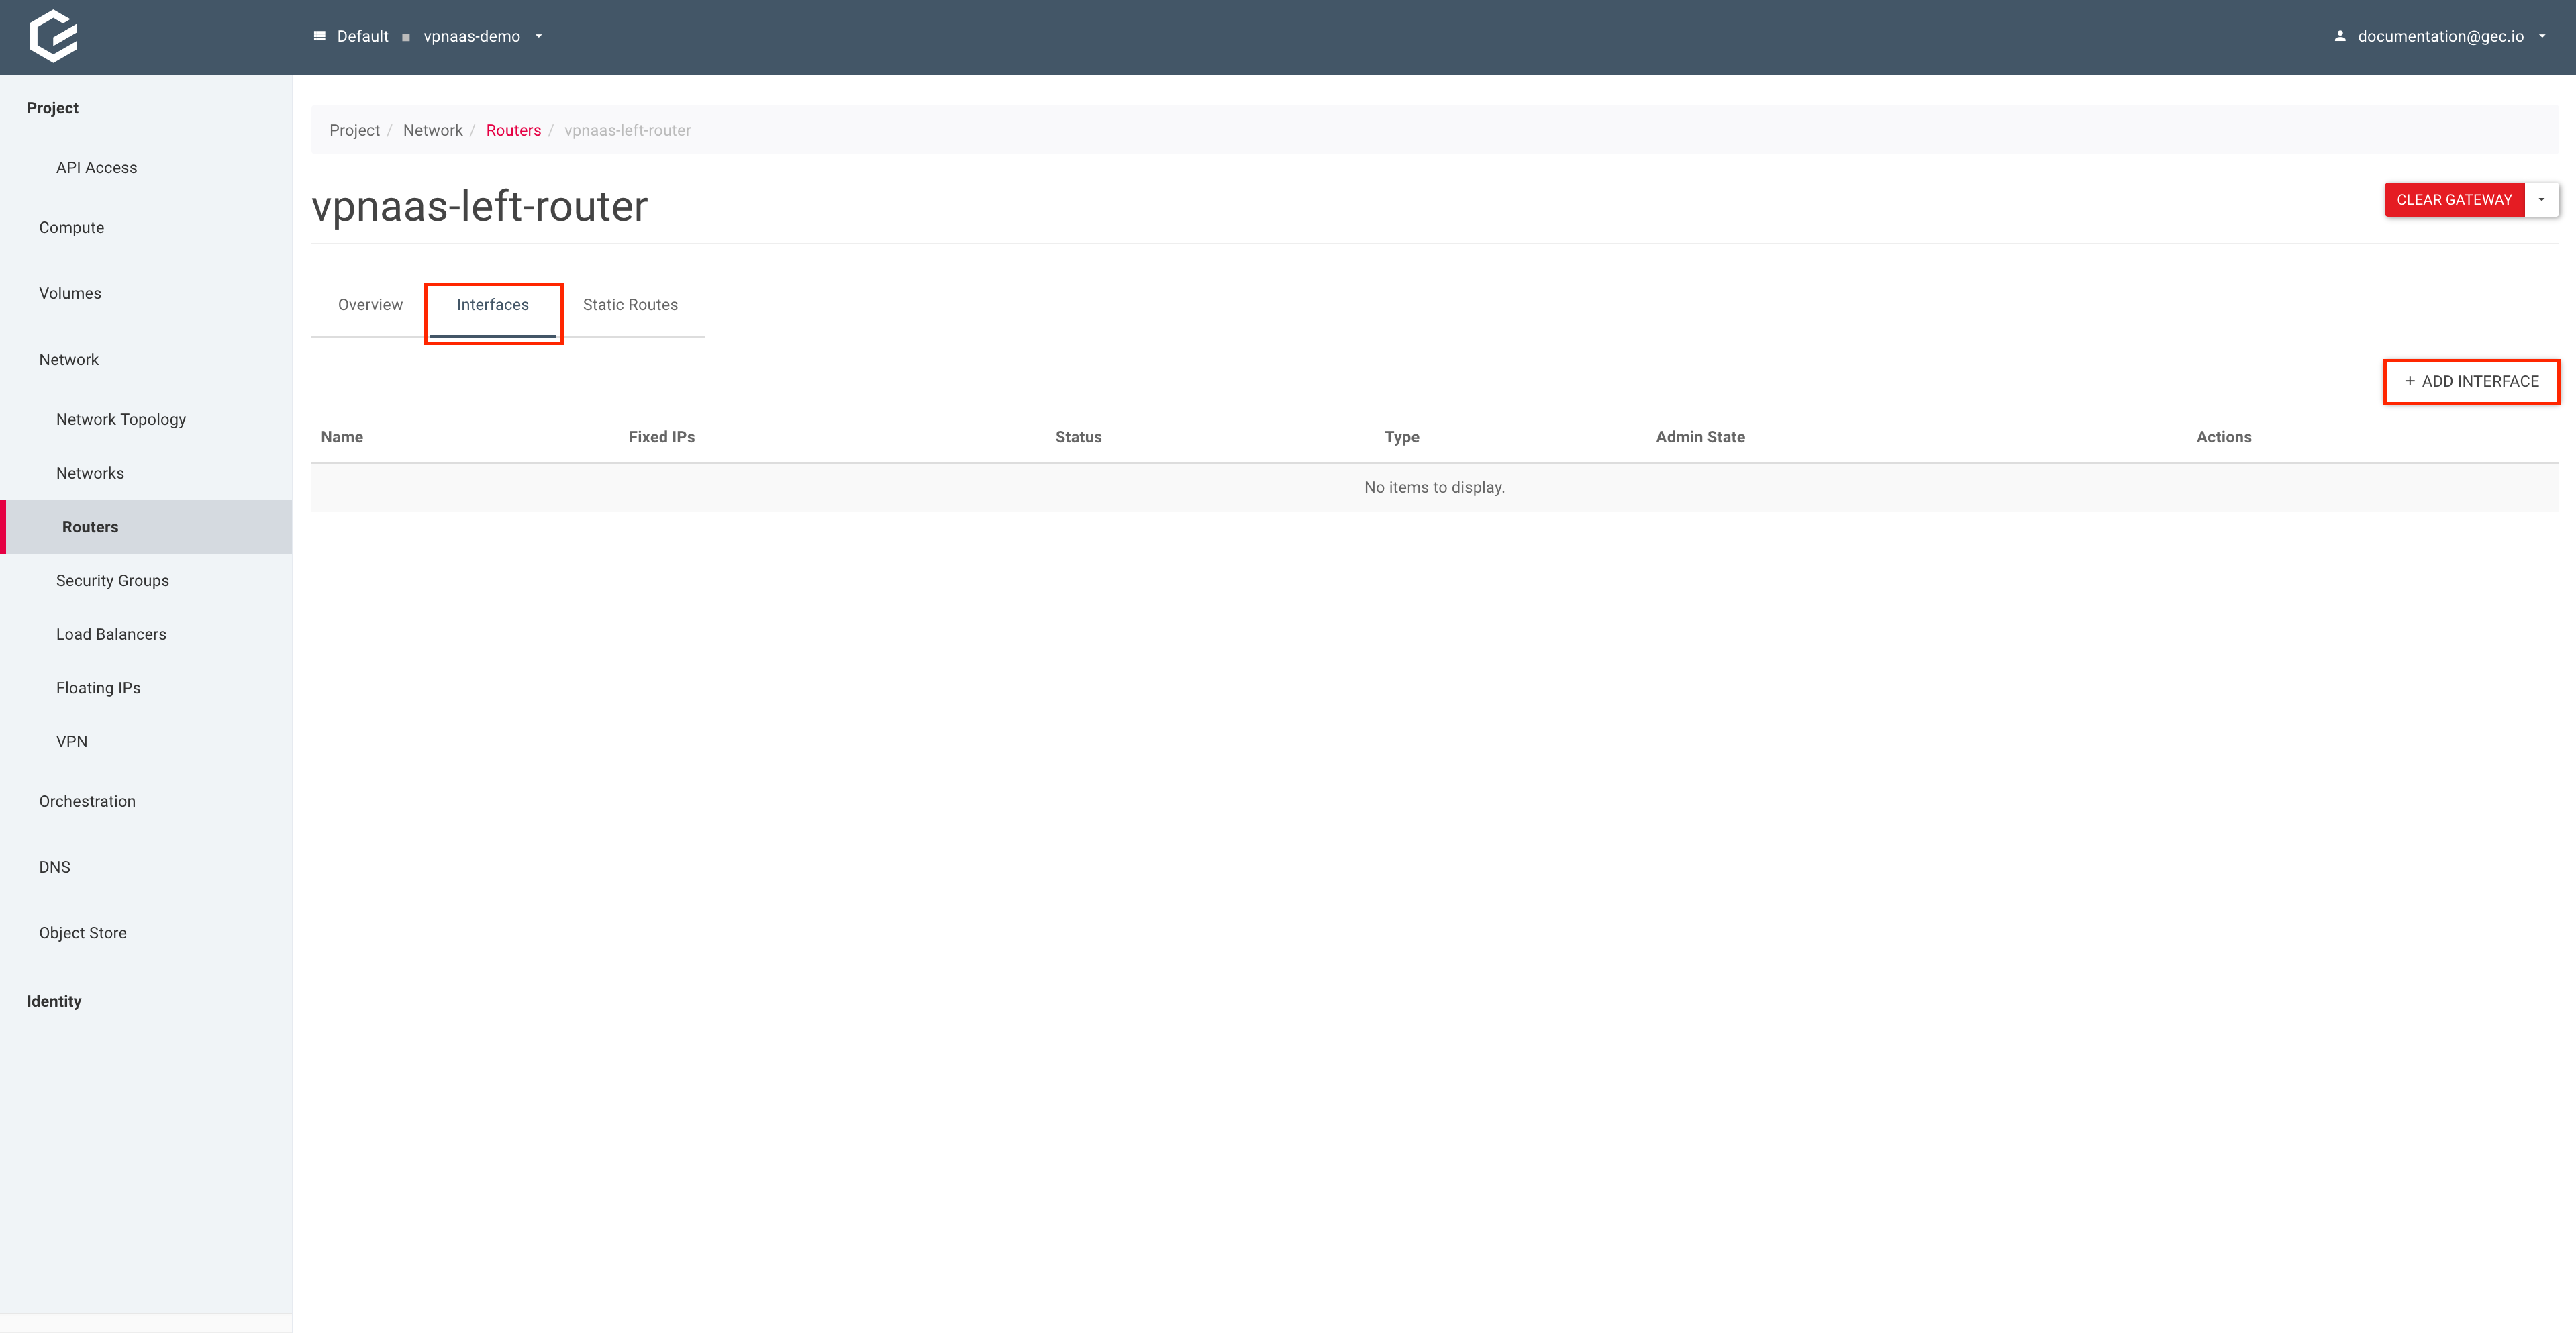 Default vpnaas-demo documentation@gec.io
Project
API Access
Compute
Volumes
Network
Network Topology
Networks
Routers
Security Groups
Load Balancers
Floating IPs
VPN
Orchestration
DNS
Object Store
Identity
Project / Network / Routers / vpnaas-left-router
vpnaas-left-router
CLEAR GATEWAY
Overview Interfaces Static Routes
+ ADD INTERFACE
Name Fixed IPs Status Type Admin State Actions
No items to display.